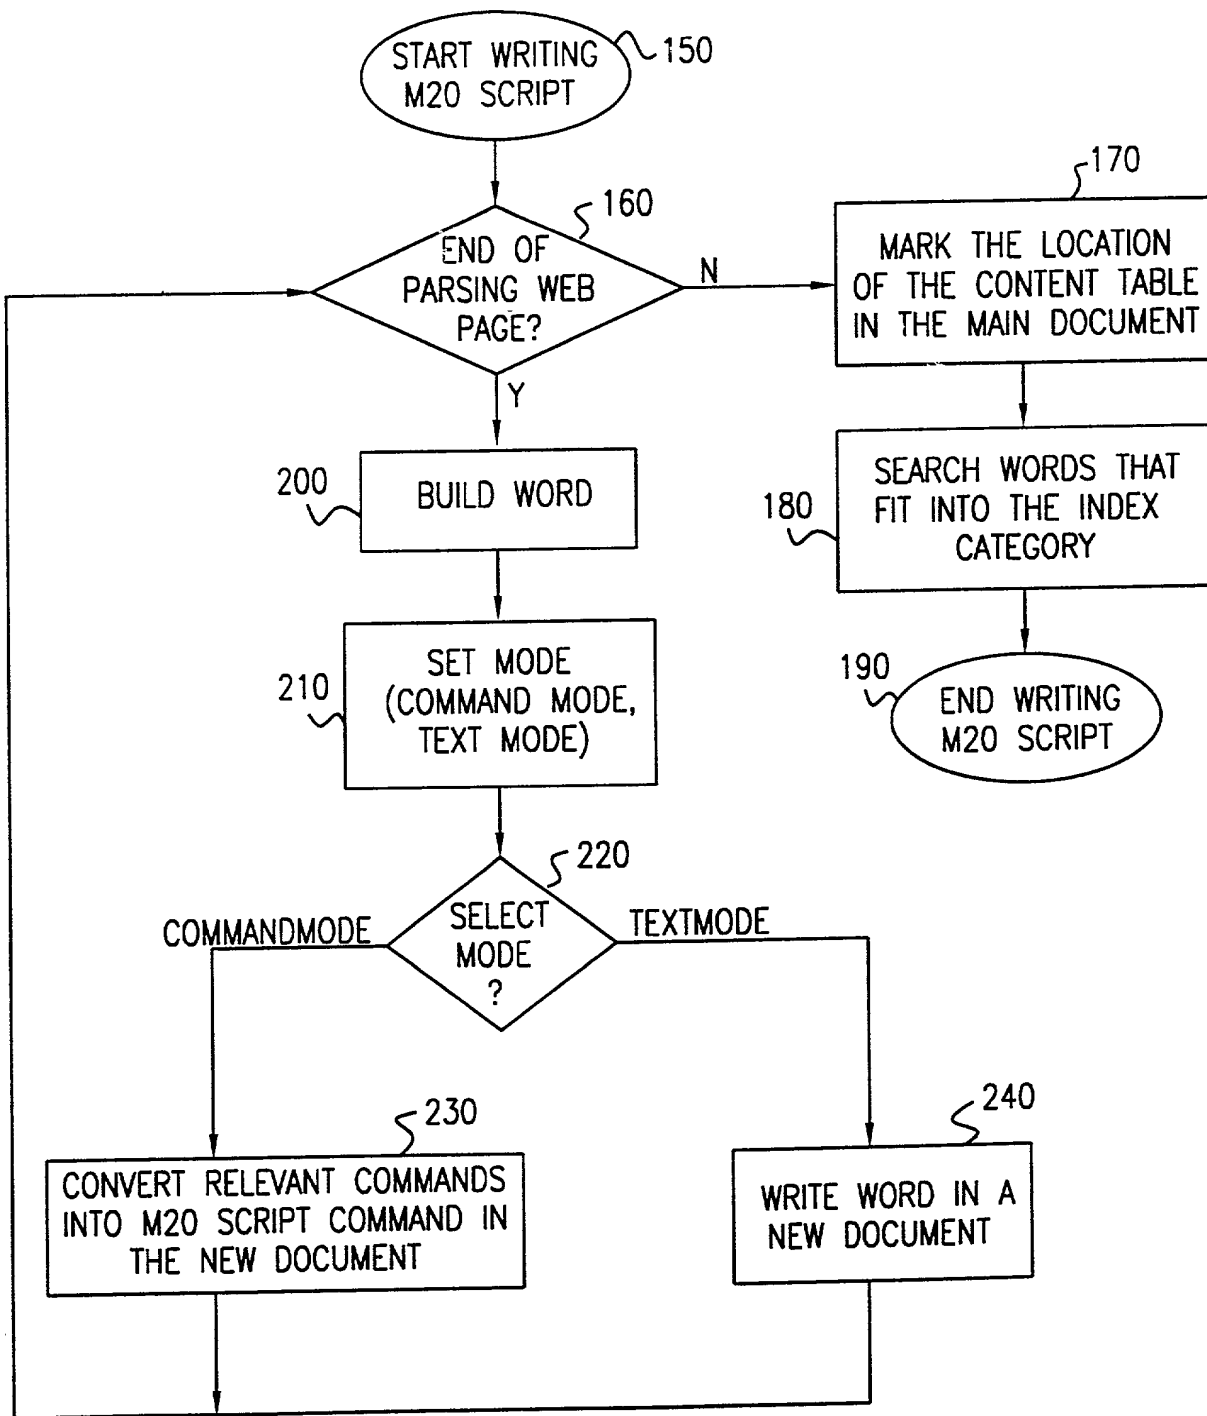 START WRITING
M20 SCRIPT
150
160
END OF
PARSING WEB
PAGE?
N
Y
170
MARK THE LOCATION
OF THE CONTENT TABLE
IN THE MAIN DOCUMENT
200
BUILD WORD
180
SEARCH WORDS THAT
FIT INTO THE INDEX
CATEGORY
210
SET MODE
(COMMAND MODE,
TEXT MODE)
190
END WRITING
M20 SCRIPT
220
COMMANDMODE
SELECT
MODE
?
TEXTMODE
230
CONVERT RELEVANT COMMANDS
INTO M20 SCRIPT COMMAND IN
THE NEW DOCUMENT
240
WRITE WORD IN A
NEW DOCUMENT